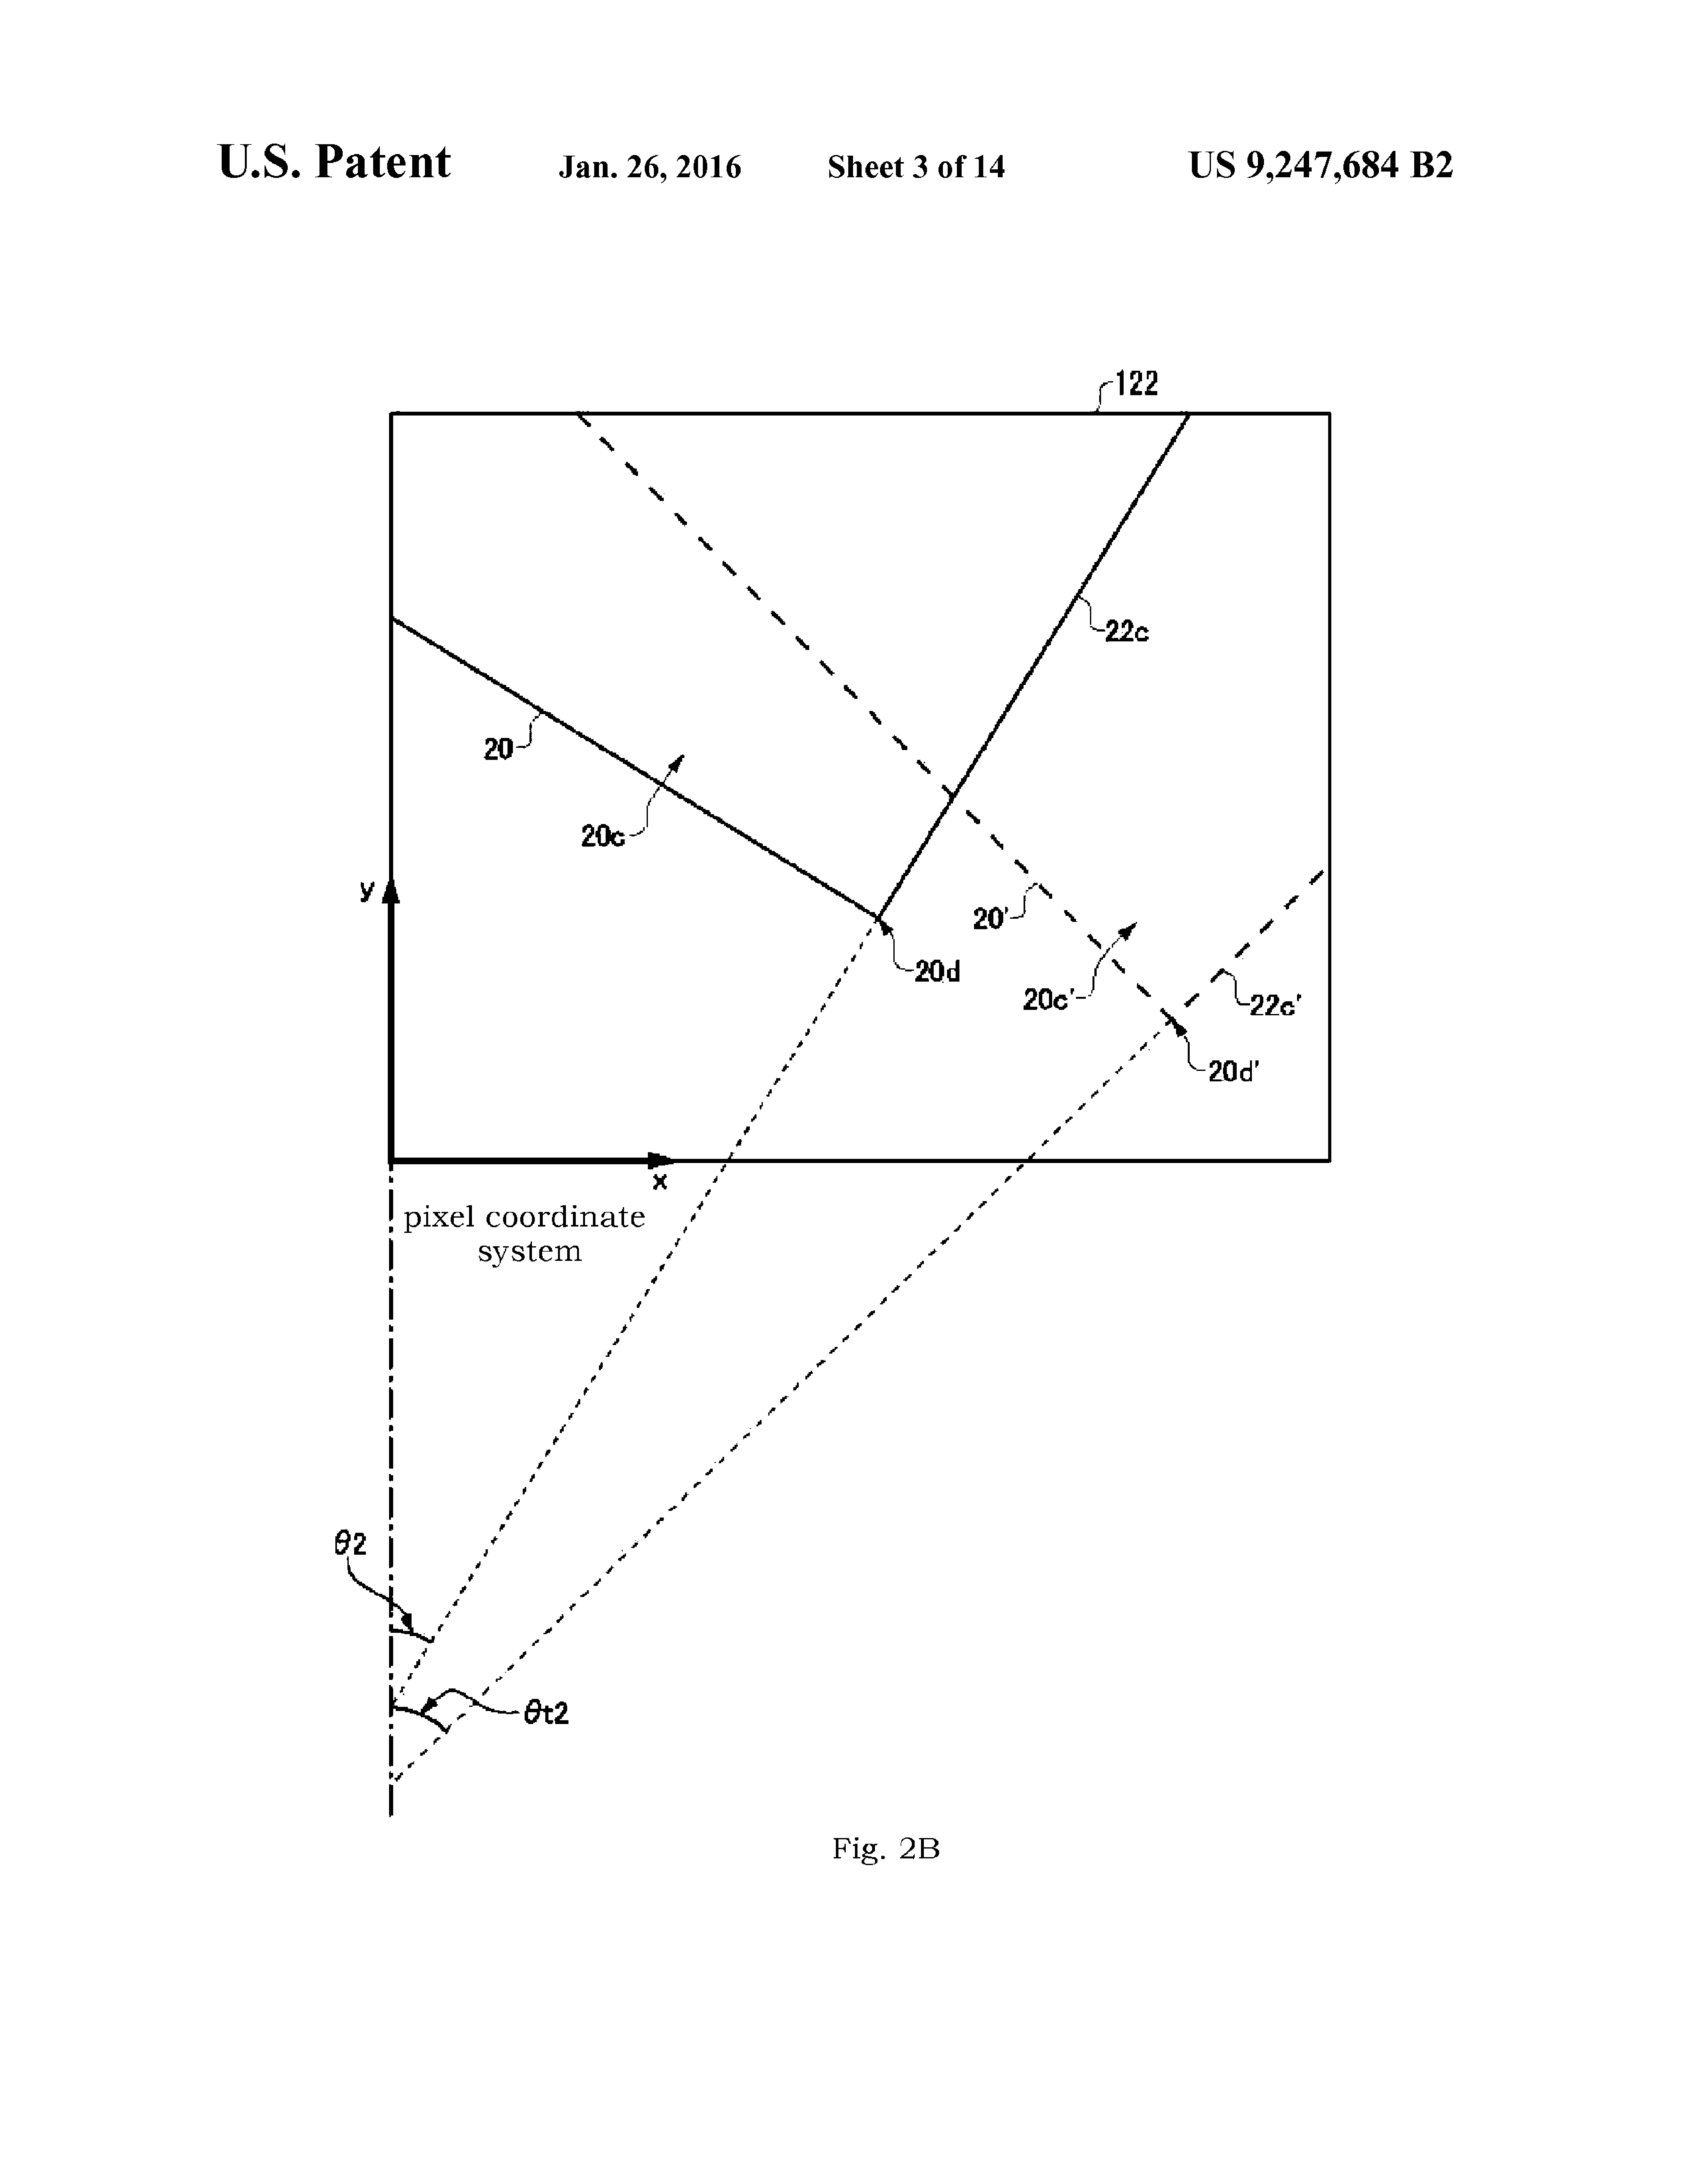 U.S. Patent Jan. 26, 2016 Sheet 3 of 14 US 9,247,684 B2
122
22c
20
20c
y
20'
20d
20c'
22c'
20d'
x
pixel coordinate
system
θ2
θt2
Fig. 2B